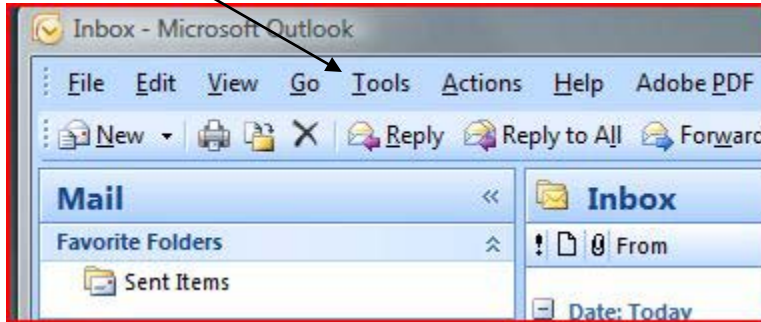 Inbox - Microsoft Outlook
File Edit View Go Tools Actions Help Adobe PDF
New Reply Reply to All Forward
Mail « Inbox
Favorite Folders From
Sent Items
Date: Today